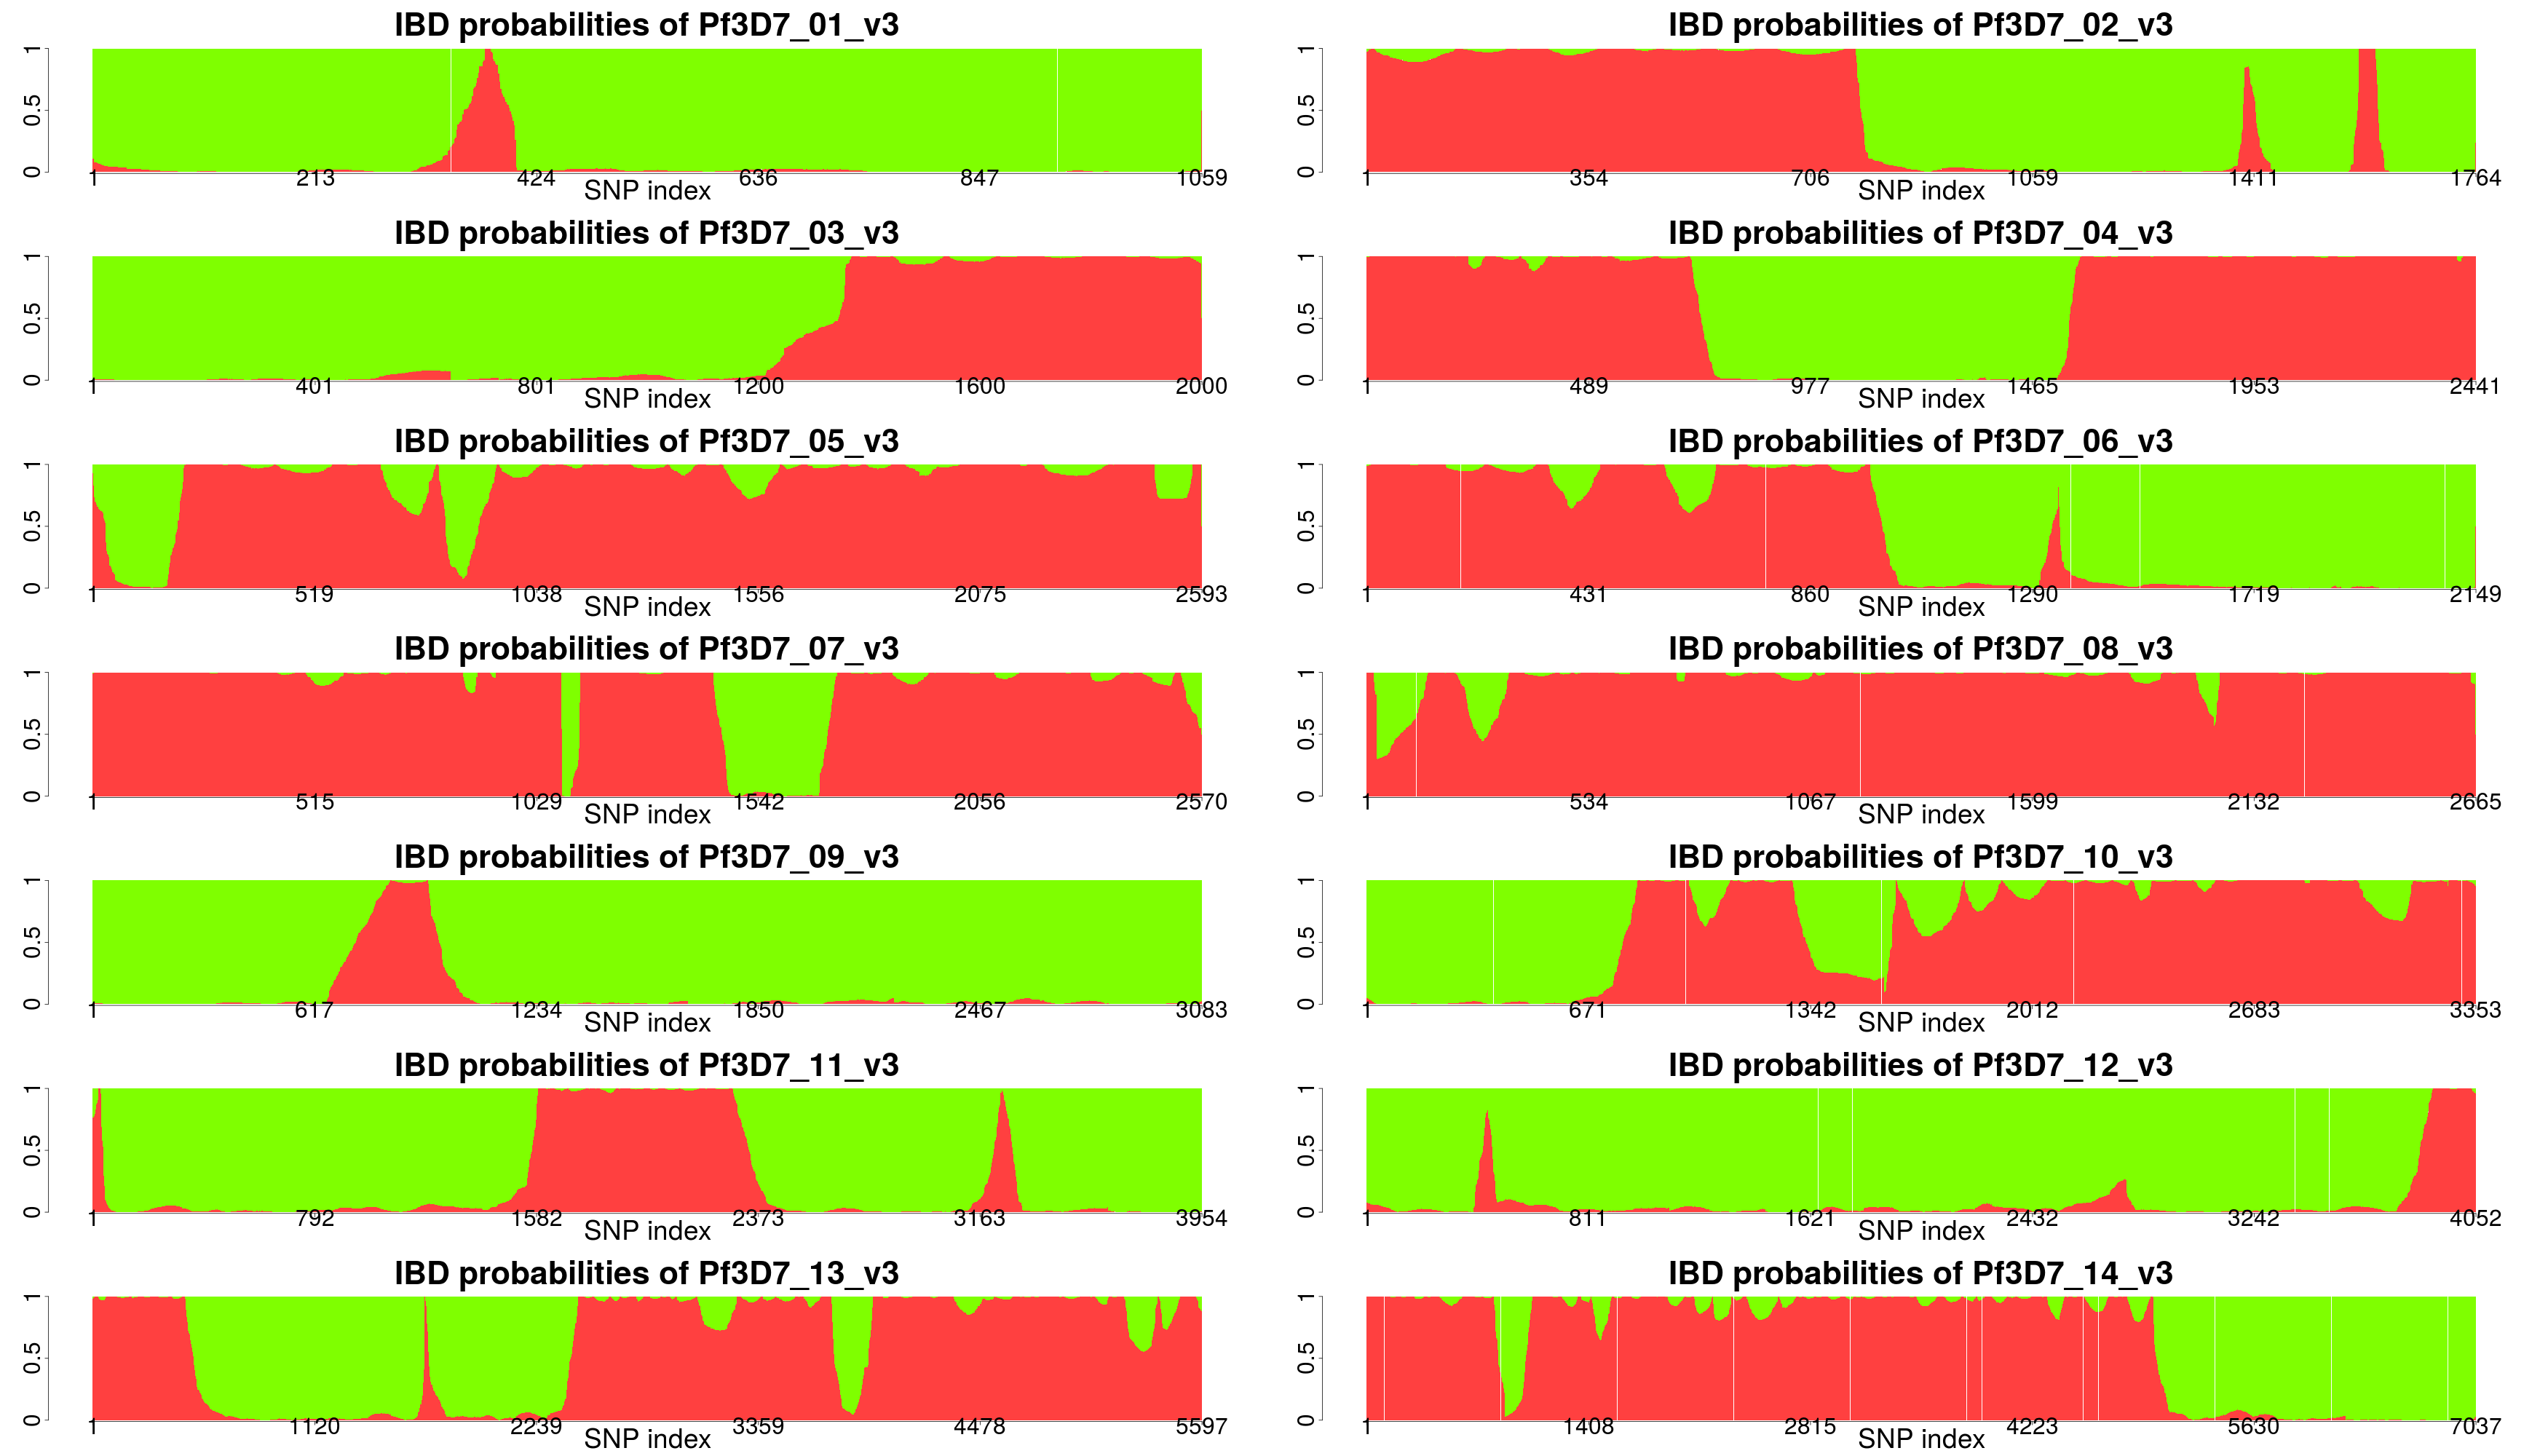 IBD probabilities of Pf3D7_01_v3
0 0.5 1
1 213 424 636 847 1059
SNP index
IBD probabilities of Pf3D7_02_v3
0 0.5 1
1 354 706 1059 1411 1764
SNP index
IBD probabilities of Pf3D7_03_v3
0 0.5 1
1 401 801 1200 1600 2000
SNP index
IBD probabilities of Pf3D7_04_v3
0 0.5 1
1 489 977 1465 1953 2441
SNP index
IBD probabilities of Pf3D7_05_v3
0 0.5 1
1 519 1038 1556 2075 2593
SNP index
IBD probabilities of Pf3D7_06_v3
0 0.5 1
1 431 860 1290 1719 2149
SNP index
IBD probabilities of Pf3D7_07_v3
0 0.5 1
1 515 1029 1542 2056 2570
SNP index
IBD probabilities of Pf3D7_08_v3
0 0.5 1
1 534 1067 1599 2132 2665
SNP index
IBD probabilities of Pf3D7_09_v3
0 0.5 1
1 617 1234 1850 2467 3083
SNP index
IBD probabilities of Pf3D7_10_v3
0 0.5 1
1 671 1342 2012 2683 3353
SNP index
IBD probabilities of Pf3D7_11_v3
0 0.5 1
1 792 1582 2373 3163 3954
SNP index
IBD probabilities of Pf3D7_12_v3
0 0.5 1
1 811 1621 2432 3242 4052
SNP index
IBD probabilities of Pf3D7_13_v3
0 0.5 1
1 1120 2239 3359 4478 5597
SNP index
IBD probabilities of Pf3D7_14_v3
0 0.5 1
1 1408 2815 4223 5630 7037
SNP index